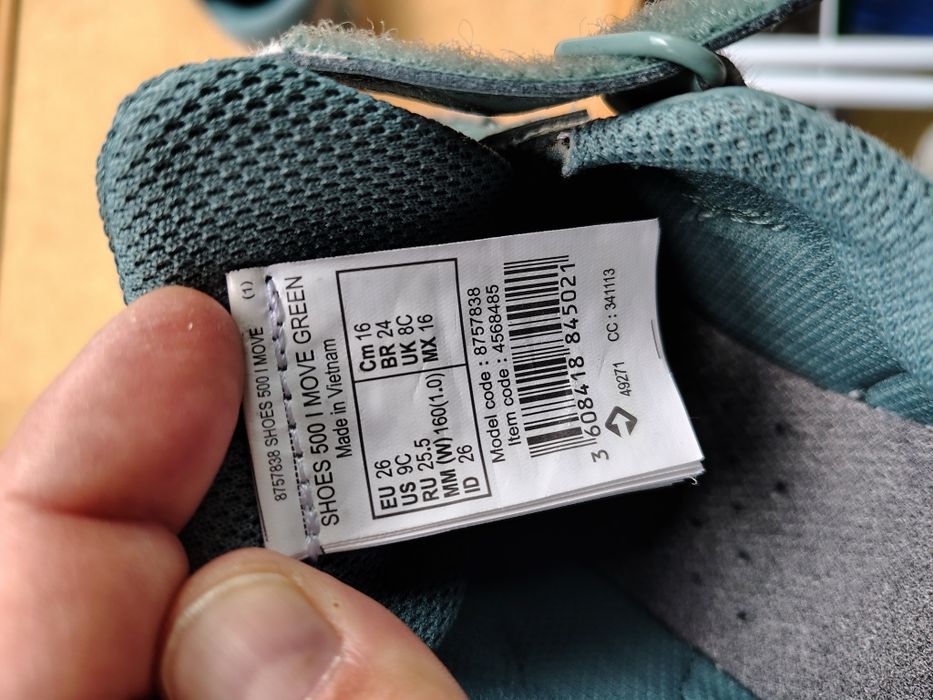 (1)
8757838 SHOES 500 I MOVE
SHOES 500 I MOVE GREEN
Made in Vietnam
EU 26
US 9C
RU 25.5
MM (W) 160(1.0)
ID 26
Cm 16
BR 24
UK 8C
MX 16
Model code : 8757838
Item code : 4568485
3 608418 845021
49271 CC : 341113